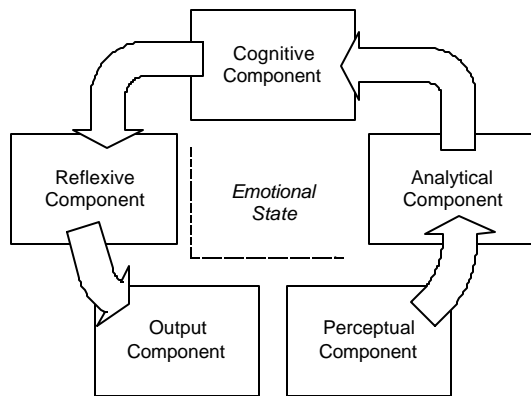 Cognitive
Component
Reflexive
Component
Emotional
State
Analytical
Component
Output
Component
Perceptual
Component